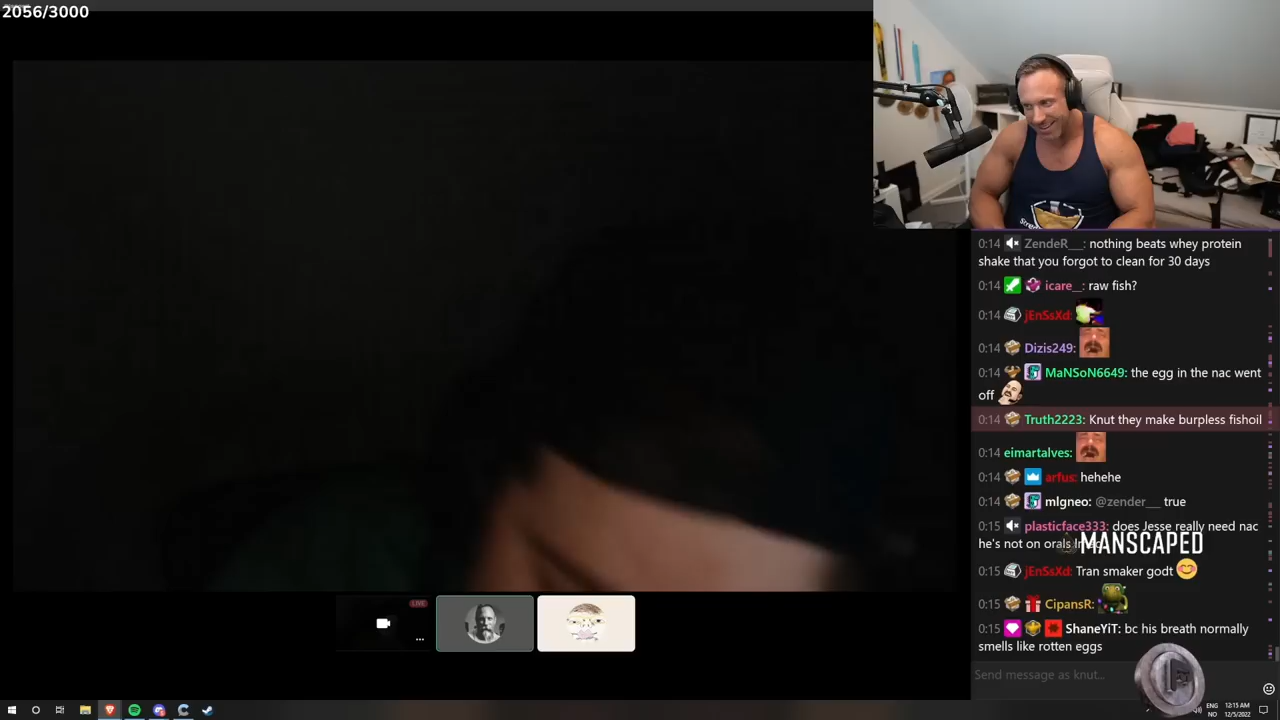 2056/3000
0:14 ZendeR__: nothing beats whey protein
shake that you forgot to clean for 30 days
0:14 icare_: raw fish?
0:14 jEnSsXd:
0:14 Dizis249:
0:14 MaNSoN6649: the egg in the nac went
off
0:14 Truth2223: Knut they make burpless fishoil
0:14 eimartalves:
0:14 arfus: hehehe
0:14 mlgneo: @zender___ true
0:15 plasticface333: does Jesse really need nac
he's not on orals
MANSCAPED
0:15 jEnSsXd: Tran smaker godt
0:15 CipansR:
0:15 ShaneYiT: bc his breath normally
smells like rotten eggs
Send message as knut...
LIVE
ENG
NO
12:15 AM
12/5/2022